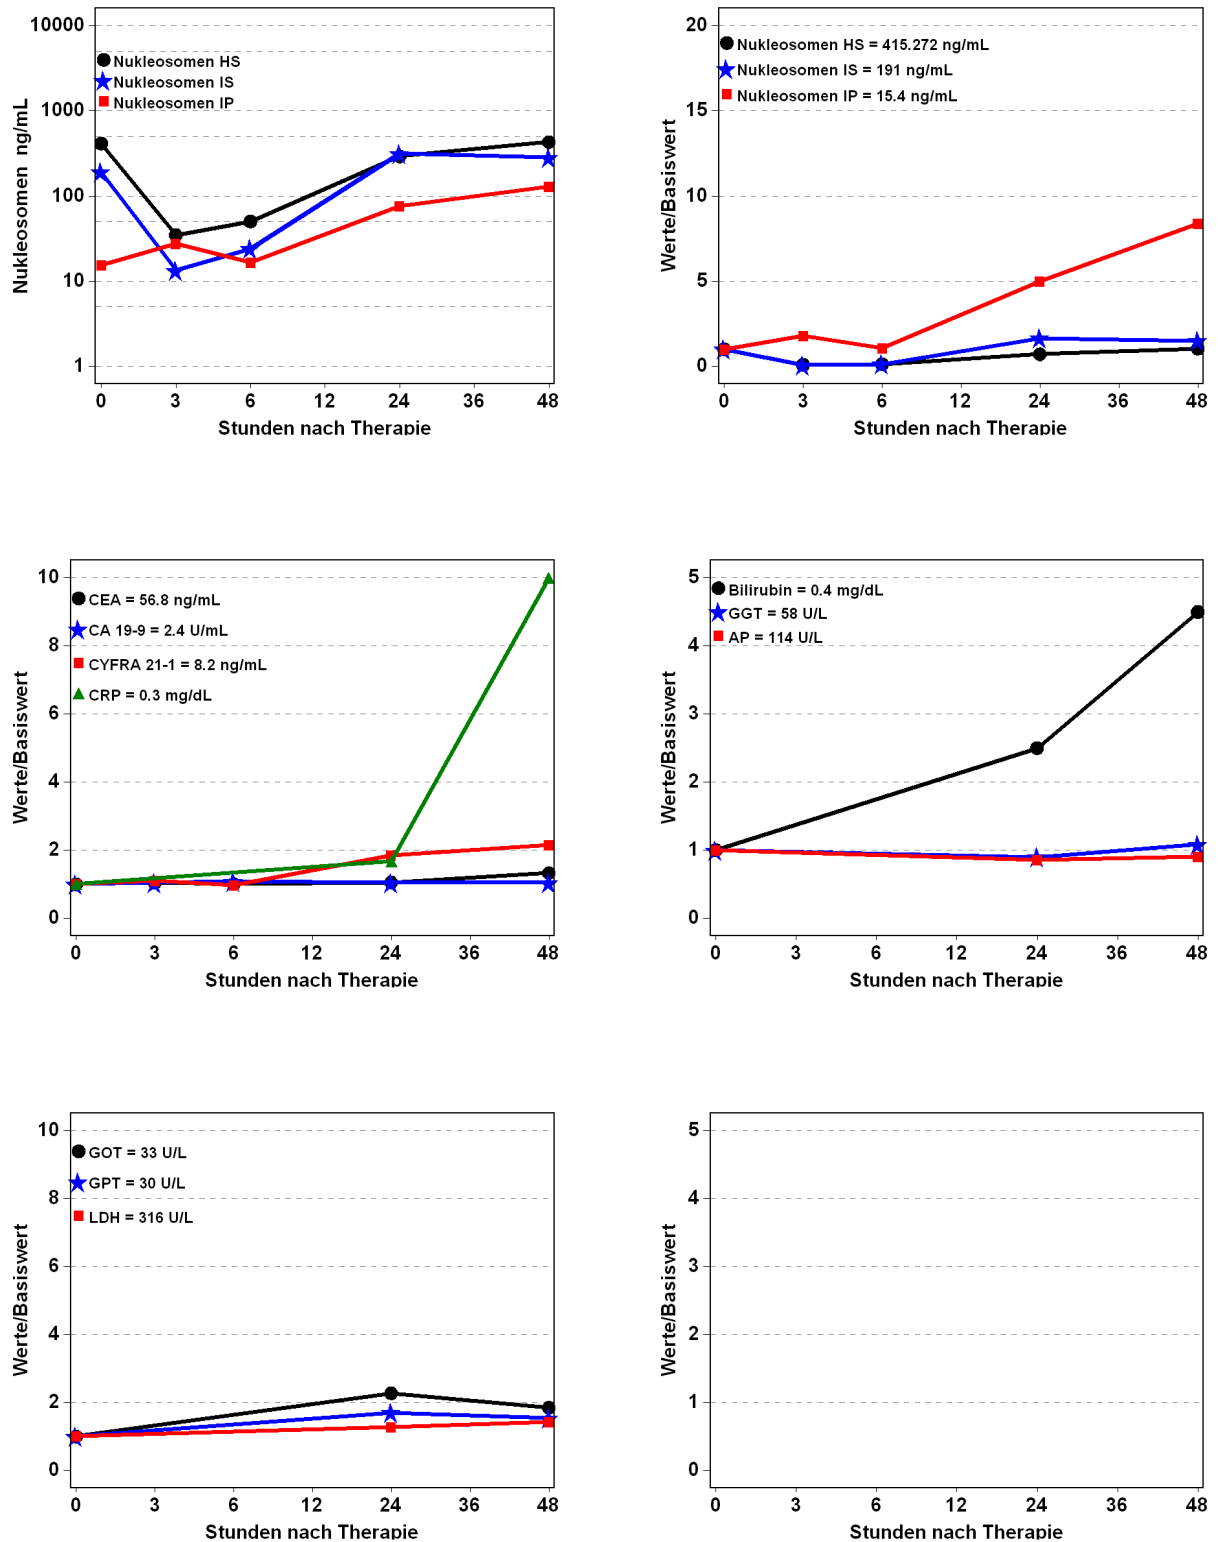 10000
1000
100
10
1
Nukleosomen ng/mL
Nukleosomen HS
Nukleosomen IS
Nukleosomen IP
0 3 6 12 24 36 48
Stunden nach Therapie
20
15
10
5
0
Werte/Basiswert
Nukleosomen HS = 415.272 ng/mL
Nukleosomen IS = 191 ng/mL
Nukleosomen IP = 15.4 ng/mL
0 3 6 12 24 36 48
Stunden nach Therapie
10
8
6
4
2
0
Werte/Basiswert
CEA = 56.8 ng/mL
CA 19-9 = 2.4 U/mL
CYFRA 21-1 = 8.2 ng/mL
CRP = 0.3 mg/dL
0 3 6 12 24 36 48
Stunden nach Therapie
5
4
3
2
1
0
Werte/Basiswert
Bilirubin = 0.4 mg/dL
GGT = 58 U/L
AP = 114 U/L
0 3 6 12 24 36 48
Stunden nach Therapie
10
8
6
4
2
0
Werte/Basiswert
GOT = 33 U/L
GPT = 30 U/L
LDH = 316 U/L
0 3 6 12 24 36 48
Stunden nach Therapie
5
4
3
2
1
0
Werte/Basiswert
0 3 6 12 24 36 48
Stunden nach Therapie